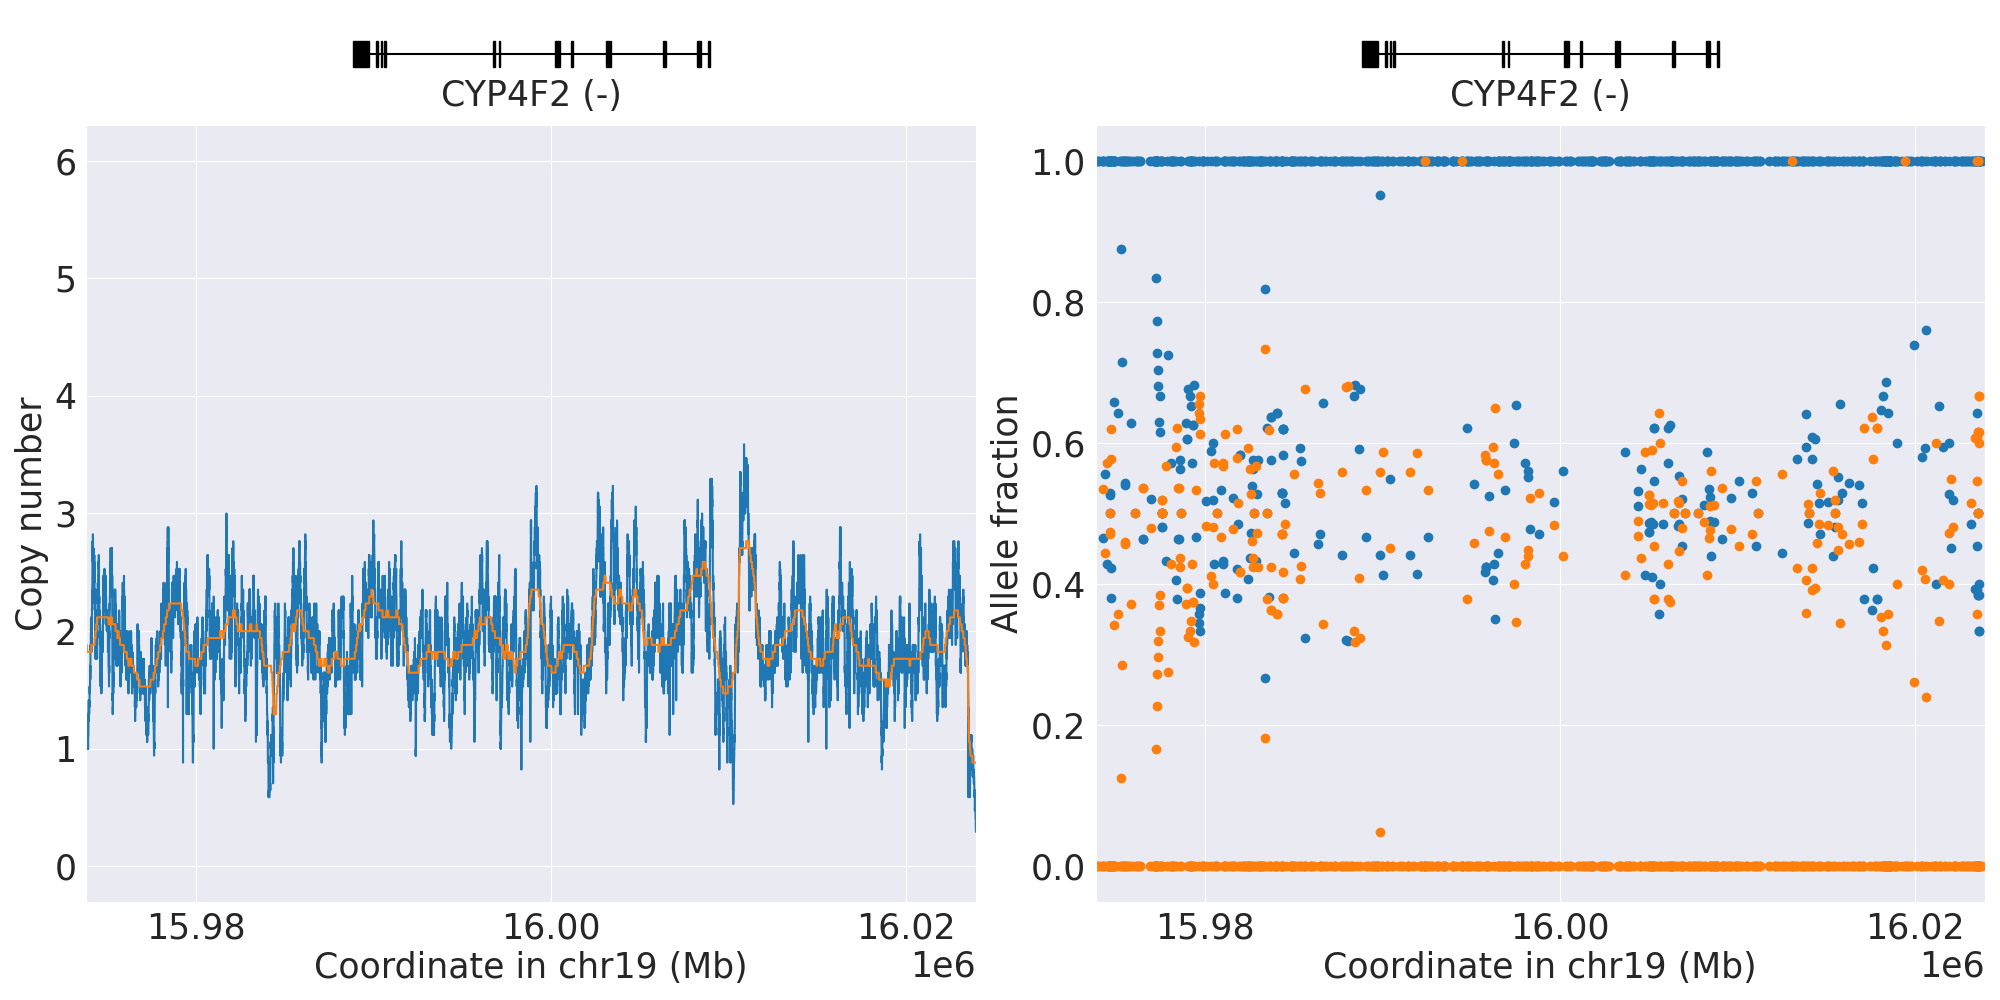 CYP4F2 (-)
Copy number
6
5
4
3
2
1
0
15.98
16.00
16.02
Coordinate in chr19 (Mb)
1e6
CYP4F2 (-)
Allele fraction
1.0
0.8
0.6
0.4
0.2
0.0
15.98
16.00
16.02
Coordinate in chr19 (Mb)
1e6